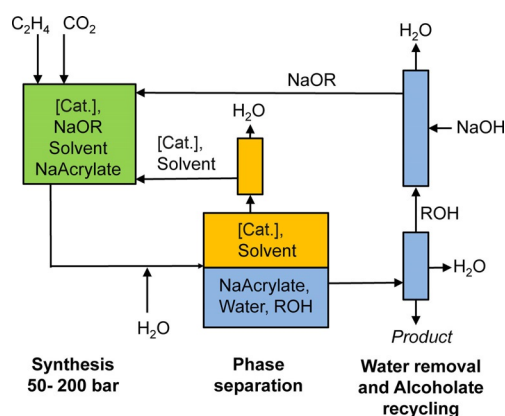 C₂H₄
CO₂
H₂O
NaOR
[Cat.],
NaOR
Solvent
NaAcrylate
H₂O
[Cat.],
Solvent
NaOH
ROH
[Cat.],
Solvent
H₂O
NaAcrylate,
Water, ROH
H₂O
Product
Synthesis
50- 200 bar
Phase
separation
Water removal
and Alcoholate
recycling